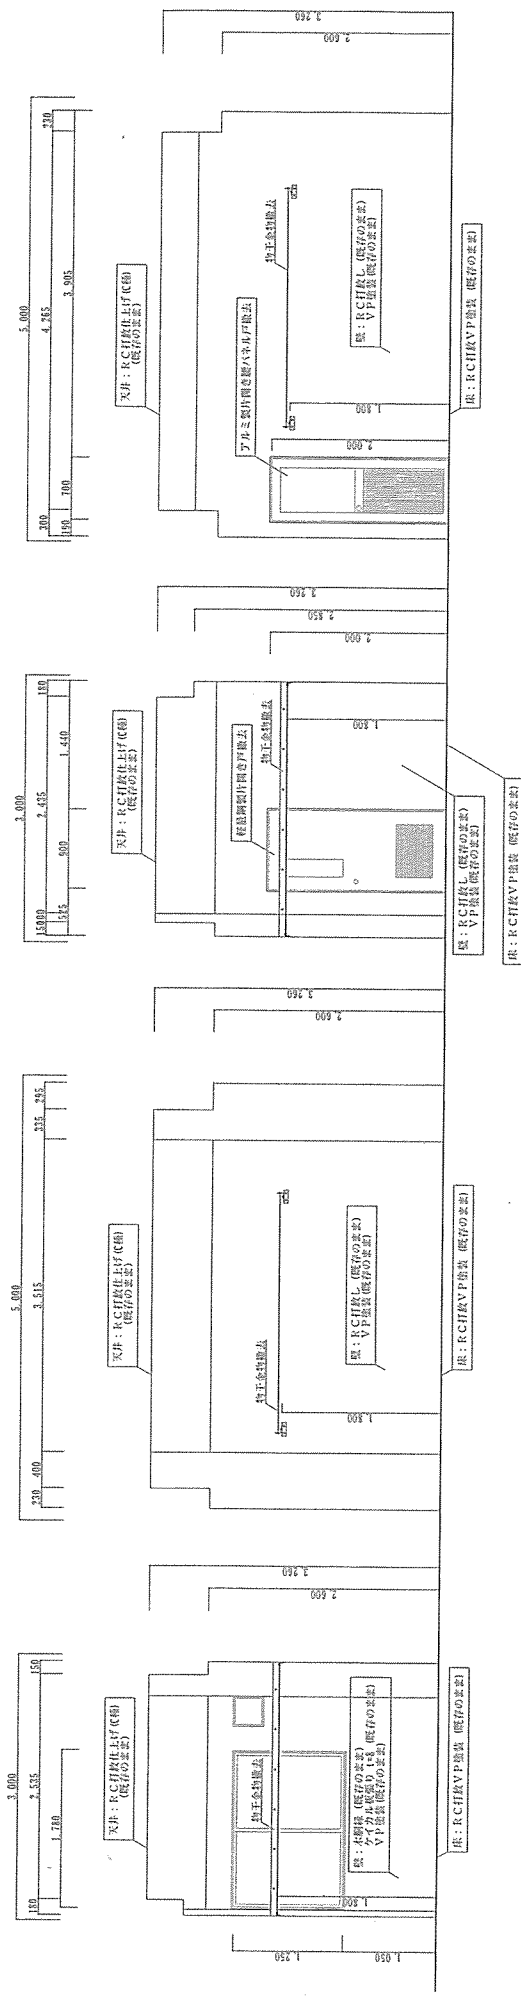 3,000
180
2,535
150
1,780
天井：ＲＣ打放仕上げ(C種)
(既存のまま)
物干金物撤去
壁：木胴縁 (既存のまま)
ケイカル板張り t=8 (既存のまま)
ＶＰ塗装(既存のまま)
床：ＲＣ打放ＶＰ塗装 (既存のまま)
1,250
1,050
1,800
2,600
3,260
5,000
230
400
3,515
335
295
天井：ＲＣ打放仕上げ(C種)
(既存のまま)
物干金物撤去
壁：ＲＣ打放し (既存のまま)
ＶＰ塗装(既存のまま)
床：ＲＣ打放ＶＰ塗装 (既存のまま)
1,800
2,600
3,260
3,000
2,435
180
525
900
1,440
天井：ＲＣ打放仕上げ(C種)
(既存のまま)
軽量鋼製片開き戸撤去
物干金物撤去
壁：ＲＣ打放し (既存のまま)
ＶＰ塗装(既存のまま)
床：ＲＣ打放ＶＰ塗装 (既存のまま)
1,800
2,000
2,850
3,260
5,000
300
4,265
230
190
700
3,905
天井：ＲＣ打放仕上げ(C種)
(既存のまま)
アルミ製片開き腰パネル戸撤去
物干金物撤去
壁：ＲＣ打放し (既存のまま)
ＶＰ塗装(既存のまま)
床：ＲＣ打放ＶＰ塗装 (既存のまま)
2,000
1,800
2,600
3,260